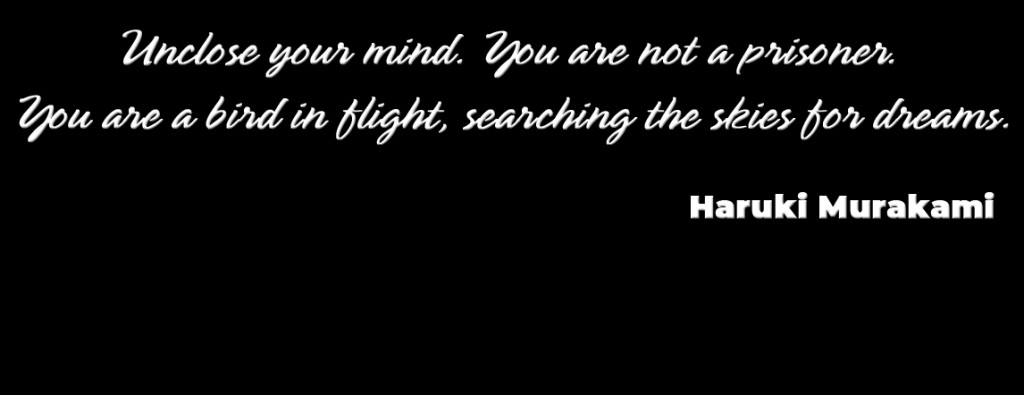 Unclose your mind. You are not a prisoner.
You are a bird in flight, searching the skies for dreams.
Haruki Murakami